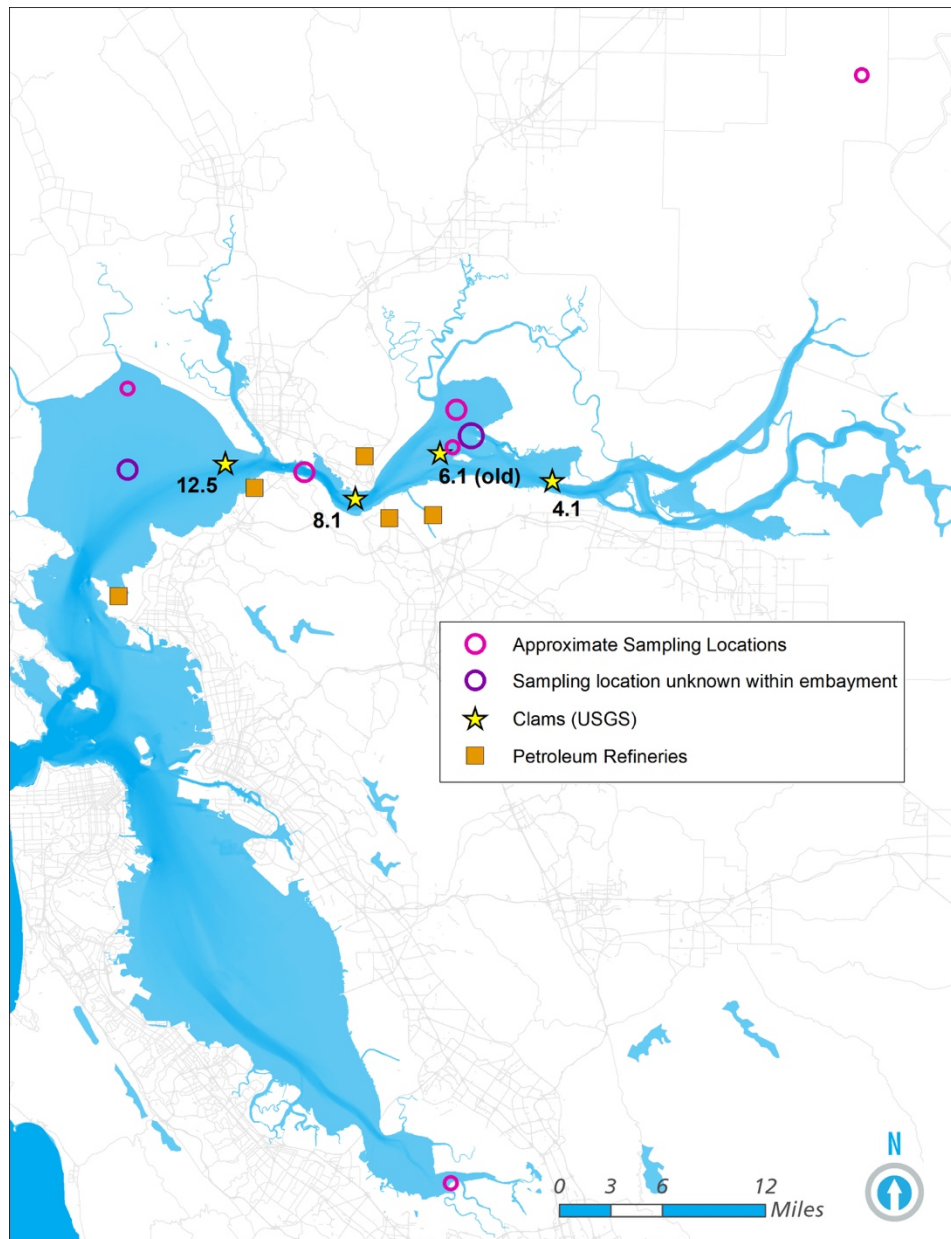 12.5
8.1
6.1 (old)
4.1
Approximate Sampling Locations
Sampling location unknown within embayment
Clams (USGS)
Petroleum Refineries
N
0 3 6 12
Miles